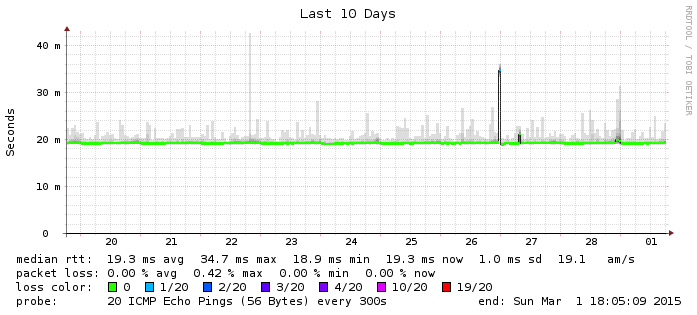 Last 10 Days
RRDTOOL / TOBI OETIKER
Seconds
40 m
30 m
20 m
10 m
0
20 21 22 23 24 25 26 27 28 01
median rtt: 19.3 ms avg 34.7 ms max 18.9 ms min 19.3 ms now 1.0 ms sd 19.1 am/s
packet loss: 0.00 % avg 0.42 % max 0.00 % min 0.00 % now
loss color: 0 1/20 2/20 3/20 4/20 10/20 19/20
probe: 20 ICMP Echo Pings (56 Bytes) every 300s end: Sun Mar 1 18:05:09 2015